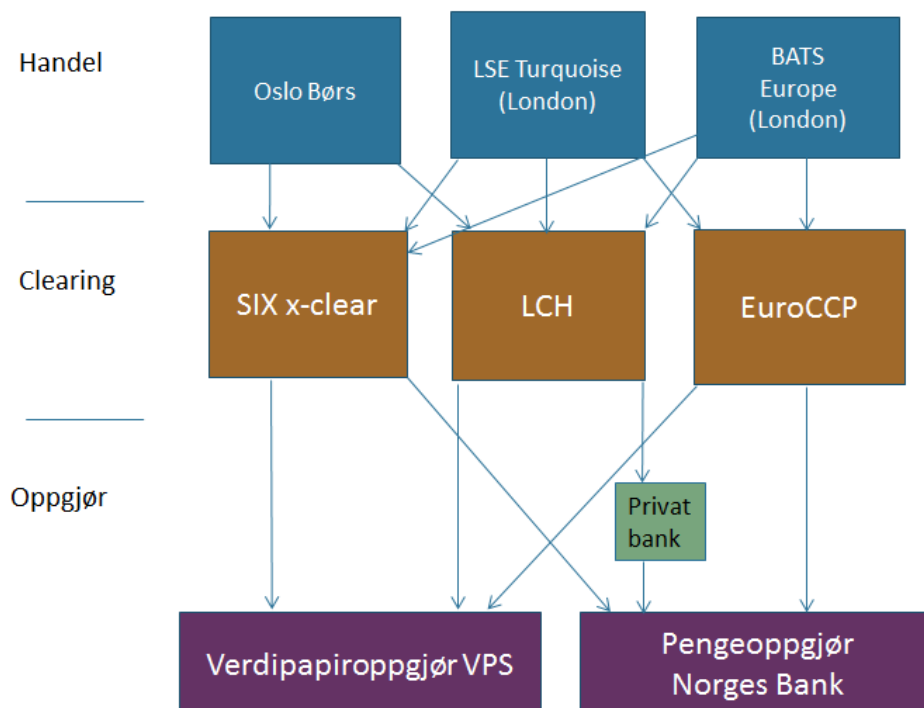 Handel
Oslo Børs
LSE Turquoise
(London)
BATS
Europe
(London)
Clearing
SIX x-clear
LCH
EuroCCP
Oppgjør
Privat
bank
Verdipapiroppgjør VPS
Pengeoppgjør
Norges Bank